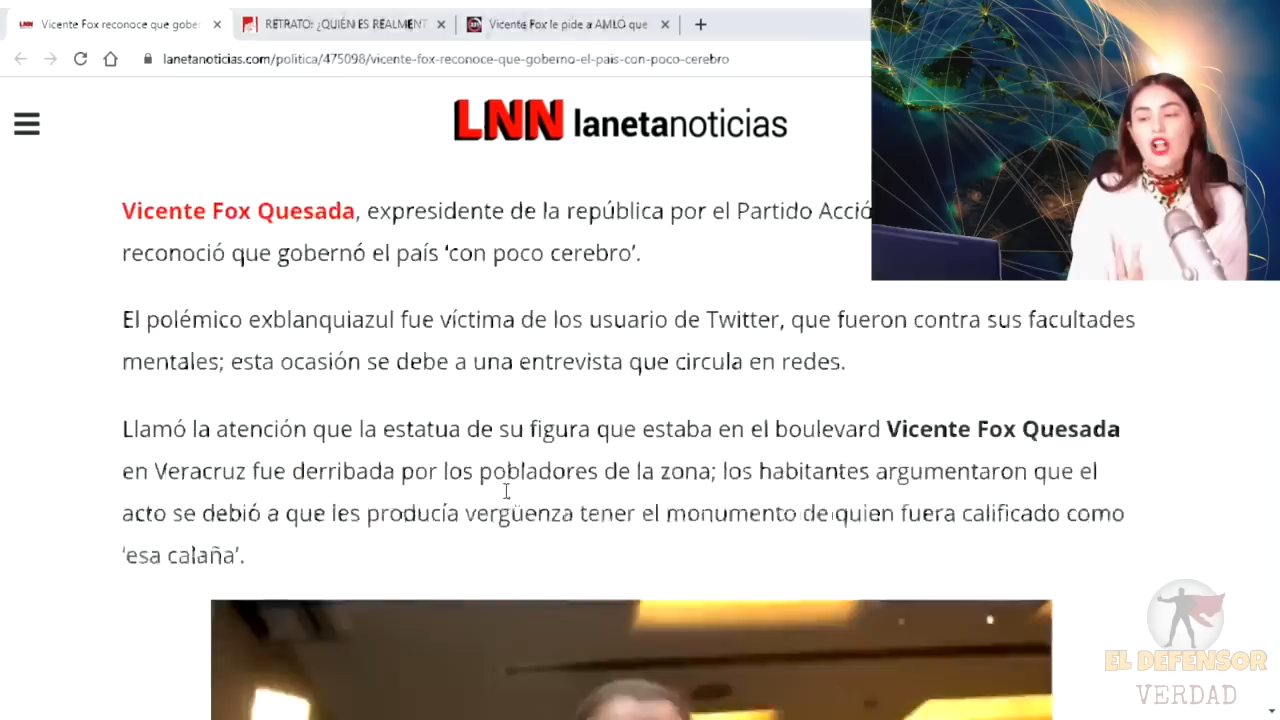 Vicente Fox reconoce que gober
RETRATO: ¿QUIÉN ES REALMENT
Vicente Fox le pide a AMLO que
lanetanoticias.com/politica/475098/vicente-fox-reconoce-que-goberno-el-pais-con-poco-cerebro
LNN lanetanoticias
Vicente Fox Quesada, expresidente de la república por el Partido Acció
reconoció que gobernó el país ‘con poco cerebro’.
El polémico exblanquiazul fue víctima de los usuario de Twitter, que fueron contra sus facultades
mentales; esta ocasión se debe a una entrevista que circula en redes.
Llamó la atención que la estatua de su figura que estaba en el boulevard Vicente Fox Quesada
en Veracruz fue derribada por los pobladores de la zona; los habitantes argumentaron que el
acto se debió a que les producía vergüenza tener el monumento de quien fuera calificado como
‘esa calaña’.
EL DEFENSOR
VERDAD